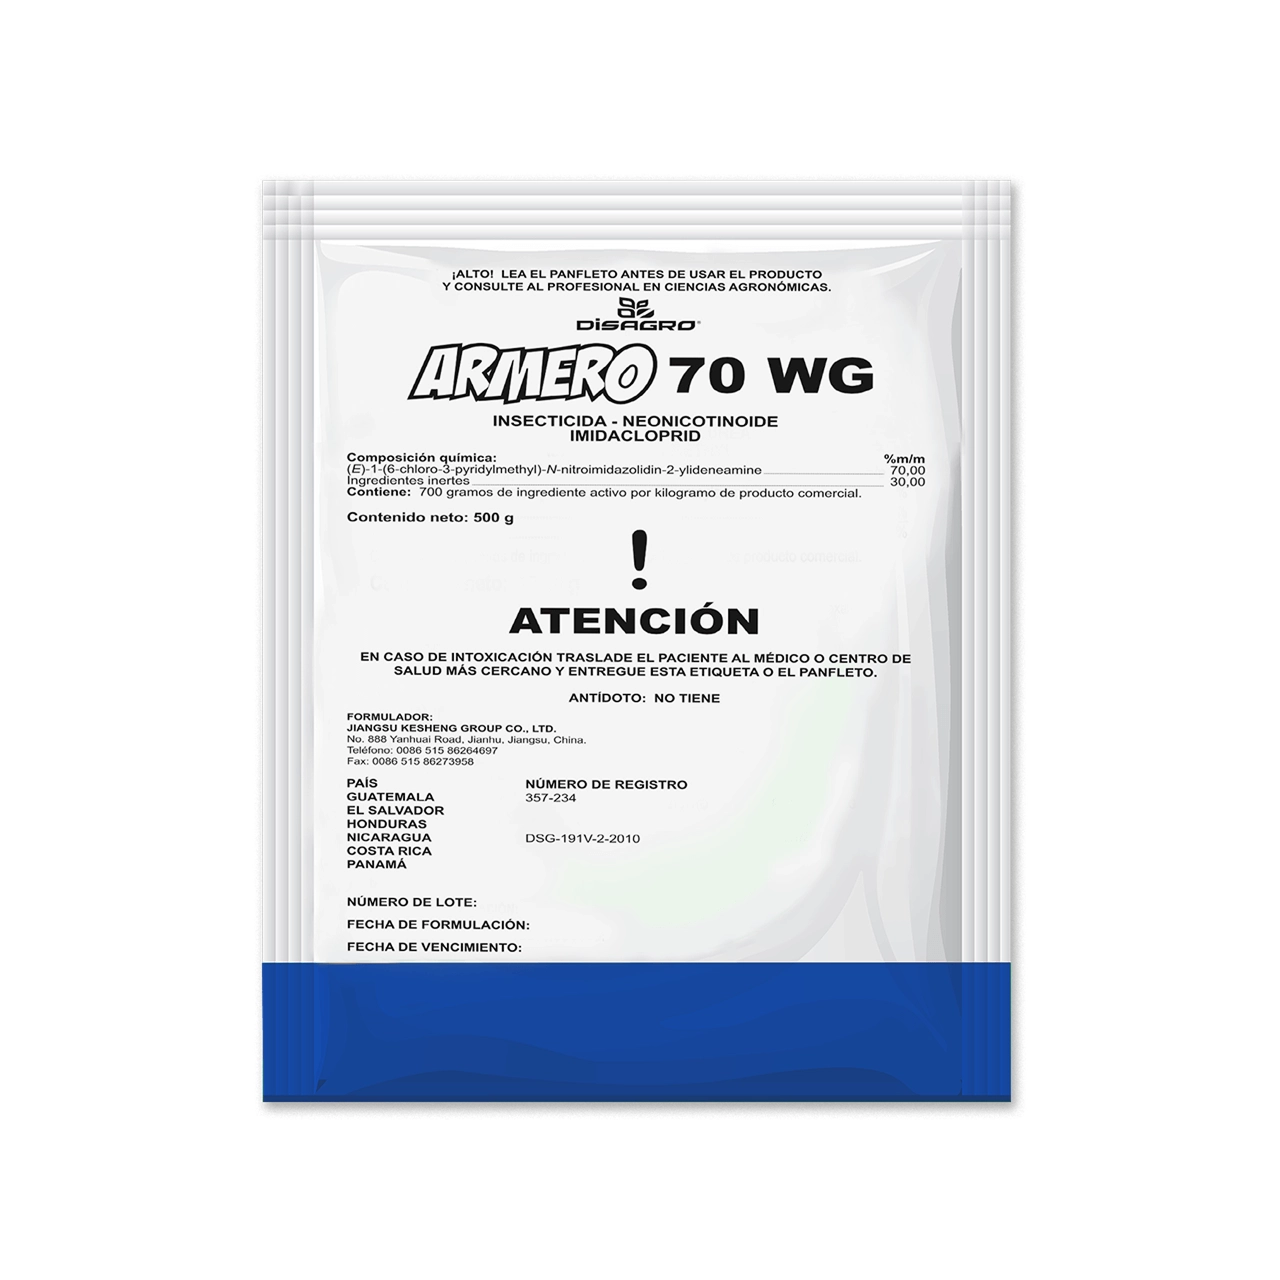 ¡ALTO! LEA EL PANFLETO ANTES DE USAR EL PRODUCTO
Y CONSULTE AL PROFESIONAL EN CIENCIAS AGRONÓMICAS.
DISAGRO®
ARMERO 70 WG
INSECTICIDA - NEONICOTINOIDE
IMIDACLOPRID
Composición química: %m/m
(E)-1-(6-chloro-3-pyridylmethyl)-N-nitroimidazolidin-2-ylideneamine 70,00
Ingredientes inertes 30,00
Contiene: 700 gramos de ingrediente activo por kilogramo de producto comercial.
Contenido neto: 500 g
!
ATENCIÓN
EN CASO DE INTOXICACIÓN TRASLADE EL PACIENTE AL MÉDICO O CENTRO DE
SALUD MÁS CERCANO Y ENTREGUE ESTA ETIQUETA O EL PANFLETO.
ANTÍDOTO: NO TIENE
FORMULADOR:
JIANGSU KESHENG GROUP CO., LTD.
No. 888 Yanhuai Road, Jianhu, Jiangsu, China.
Teléfono: 0086 515 86264697
Fax: 0086 515 86273958
PAÍS NÚMERO DE REGISTRO
GUATEMALA 357-234
EL SALVADOR
HONDURAS
NICARAGUA DSG-191V-2-2010
COSTA RICA
PANAMÁ
NÚMERO DE LOTE:
FECHA DE FORMULACIÓN:
FECHA DE VENCIMIENTO: